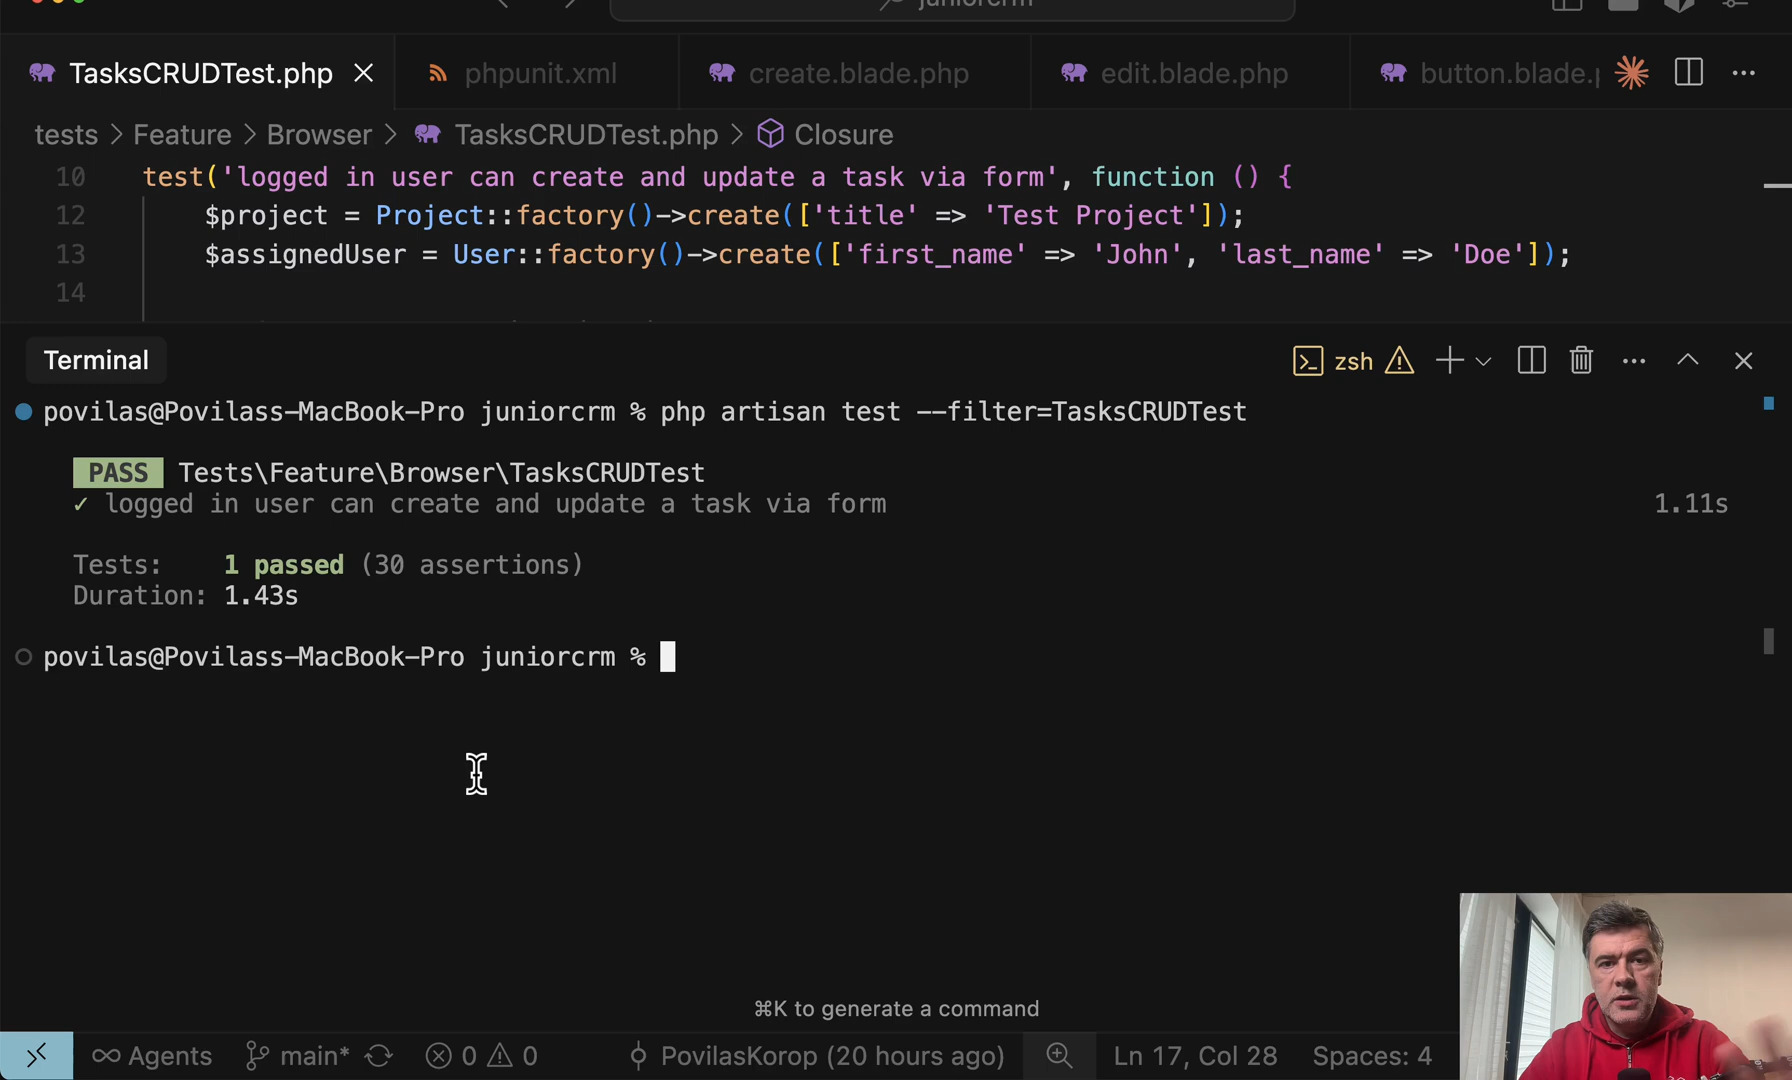 TasksCRUDTest.php
phpunit.xml
create.blade.php
edit.blade.php
button.blade.
tests > Feature > Browser > TasksCRUDTest.php > Closure
10 test('logged in user can create and update a task via form', function () {
12 $project = Project::factory()->create(['title' => 'Test Project']);
13 $assignedUser = User::factory()->create(['first_name' => 'John', 'last_name' => 'Doe']);
14
Terminal
zsh
povilas@Povilass-MacBook-Pro juniorcrm % php artisan test --filter=TasksCRUDTest
PASS Tests\Feature\Browser\TasksCRUDTest
✓ logged in user can create and update a task via form 1.11s
Tests: 1 passed (30 assertions)
Duration: 1.43s
povilas@Povilass-MacBook-Pro juniorcrm %
⌘K to generate a command
Agents main* 0 0 PovilasKorop (20 hours ago) Ln 17, Col 28 Spaces: 4